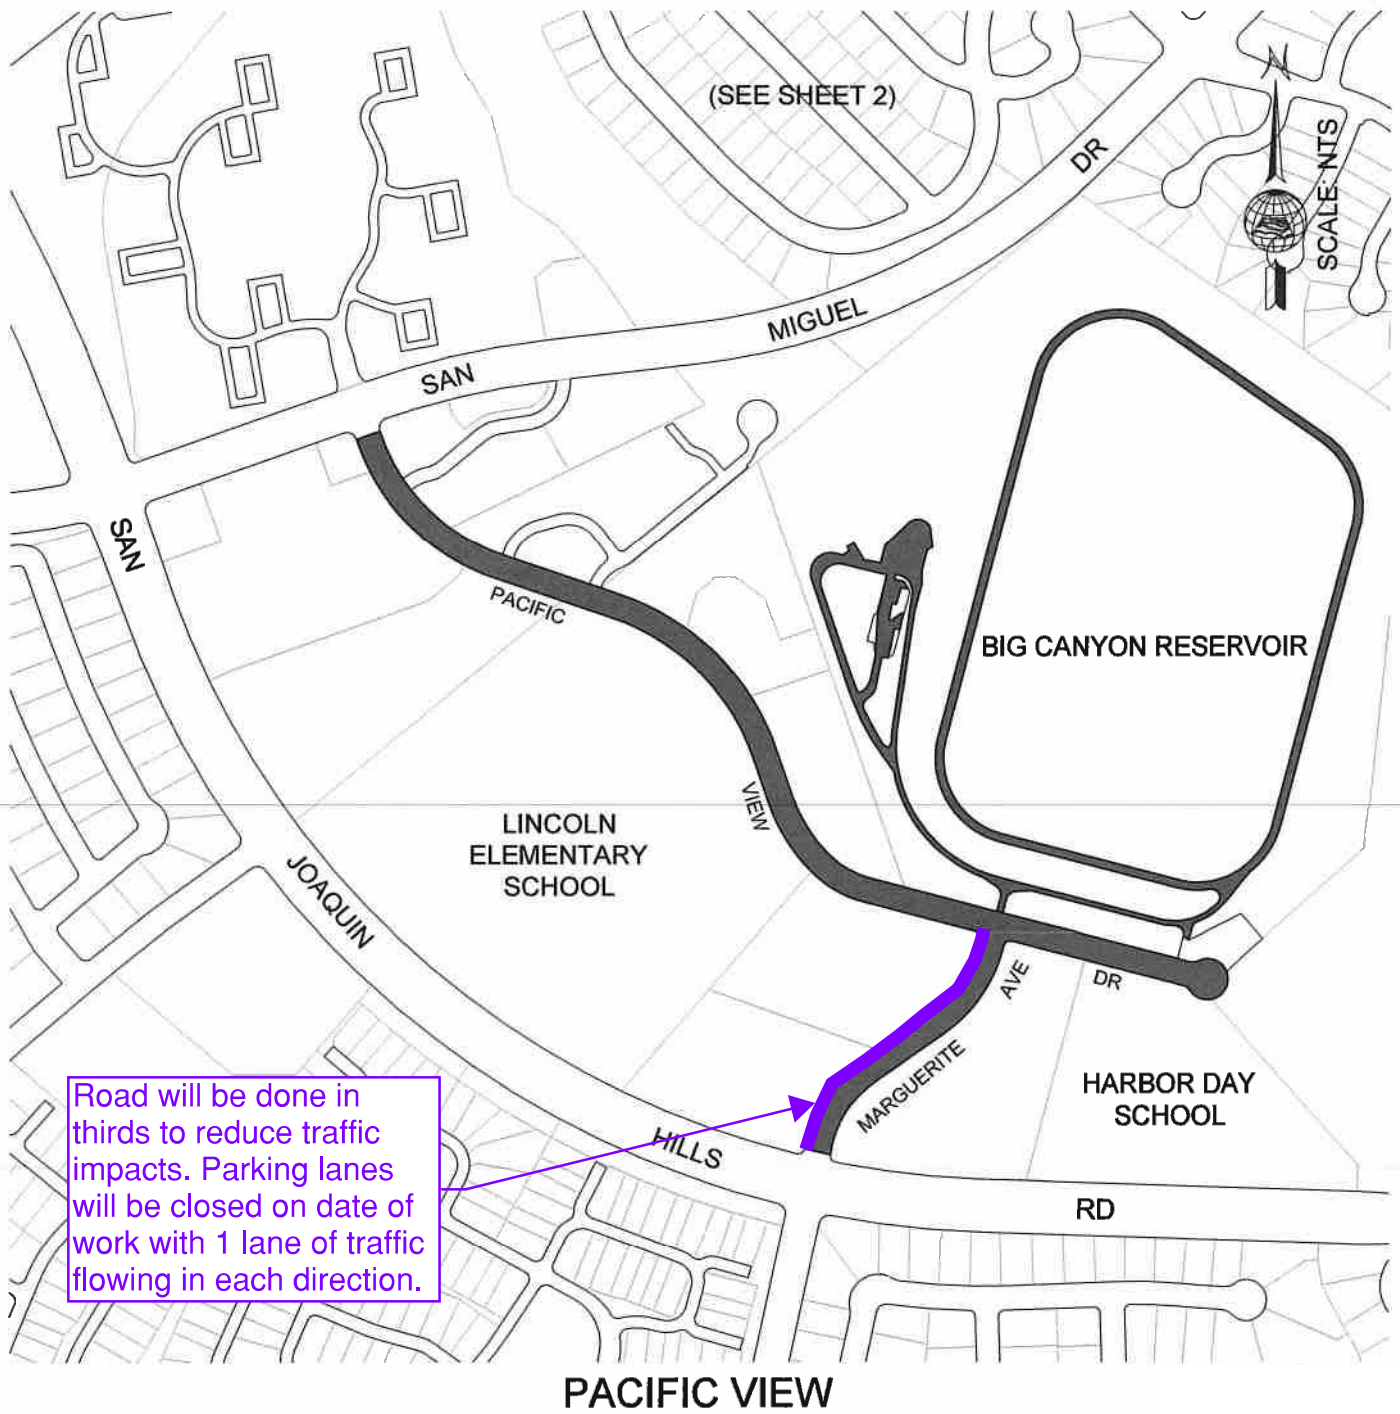 (SEE SHEET 2)
N
SCALE: NTS
DR
MIGUEL
SAN
SAN
PACIFIC
BIG CANYON RESERVOIR
VIEW
LINCOLN
ELEMENTARY
SCHOOL
JOAQUIN
AVE
DR
MARGUERITE
HARBOR DAY
SCHOOL
Road will be done in
thirds to reduce traffic
impacts. Parking lanes
will be closed on date of
work with 1 lane of traffic
flowing in each direction.
HILLS
RD
PACIFIC VIEW